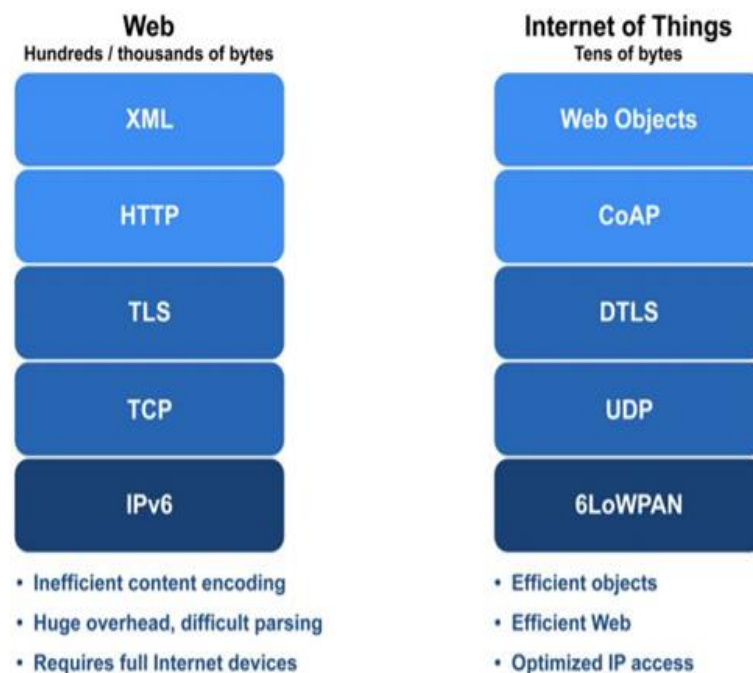 Web
Hundreds / thousands of bytes
XML
HTTP
TLS
TCP
IPv6
• Inefficient content encoding
• Huge overhead, difficult parsing
• Requires full Internet devices
Internet of Things
Tens of bytes
Web Objects
CoAP
DTLS
UDP
6LoWPAN
• Efficient objects
• Efficient Web
• Optimized IP access